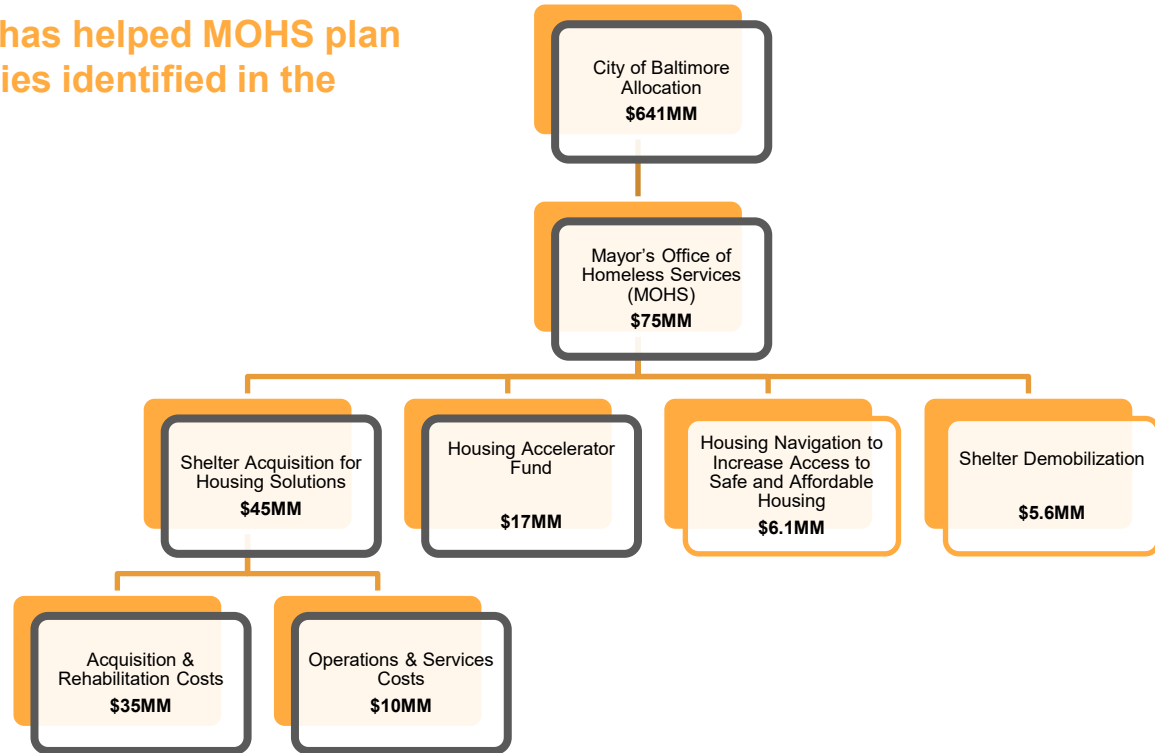 has helped MOHS plan
ies identified in the
City of Baltimore
Allocation
$641MM
Mayor’s Office of
Homeless Services
(MOHS)
$75MM
Shelter Acquisition for
Housing Solutions
$45MM
Housing Accelerator
Fund
$17MM
Housing Navigation to
Increase Access to
Safe and Affordable
Housing
$6.1MM
Shelter Demobilization
$5.6MM
Acquisition &
Rehabilitation Costs
$35MM
Operations & Services
Costs
$10MM